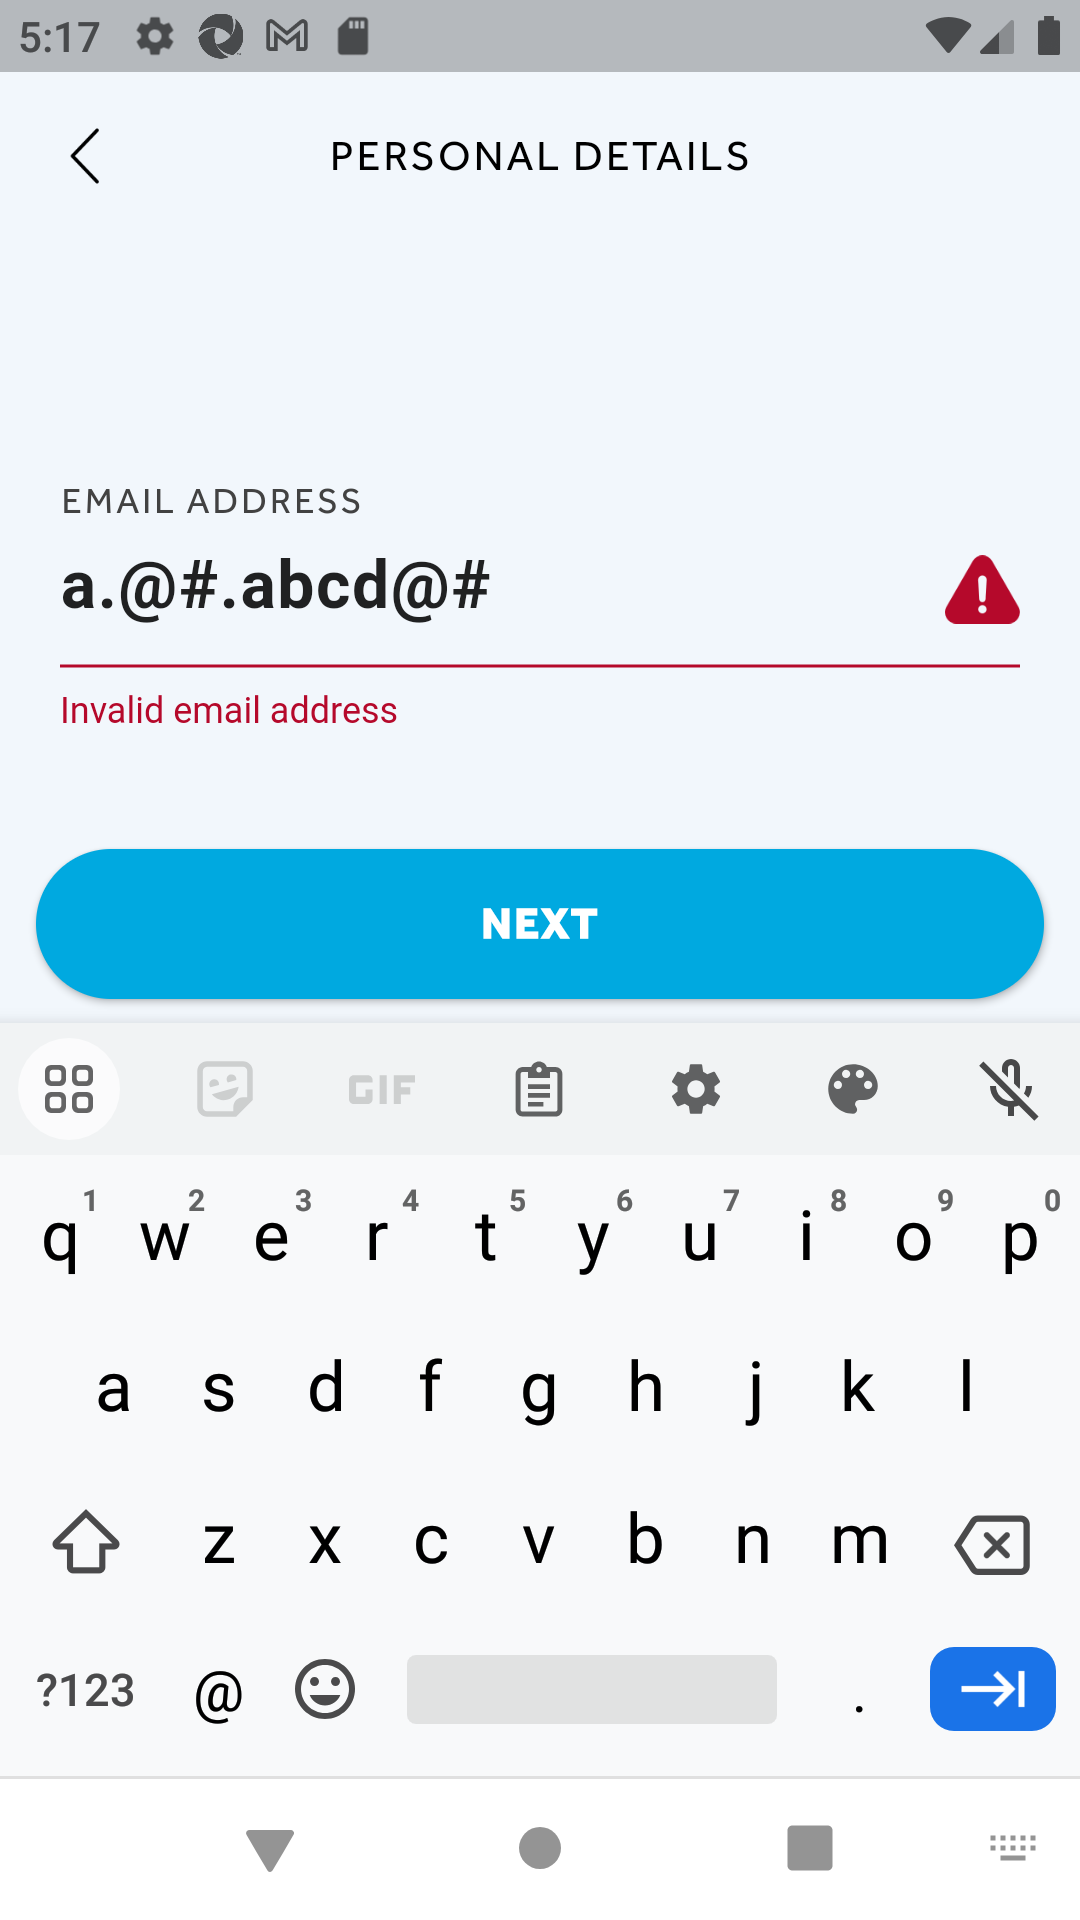 5:17
PERSONAL DETAILS
EMAIL ADDRESS
a.@#.abcd@#
Invalid email address
NEXT
GIF
1 2 3 4 5 6 7 8 9 0
q w e r t y u i o p
a s d f g h j k l
z x c v b n m
?123 @ .